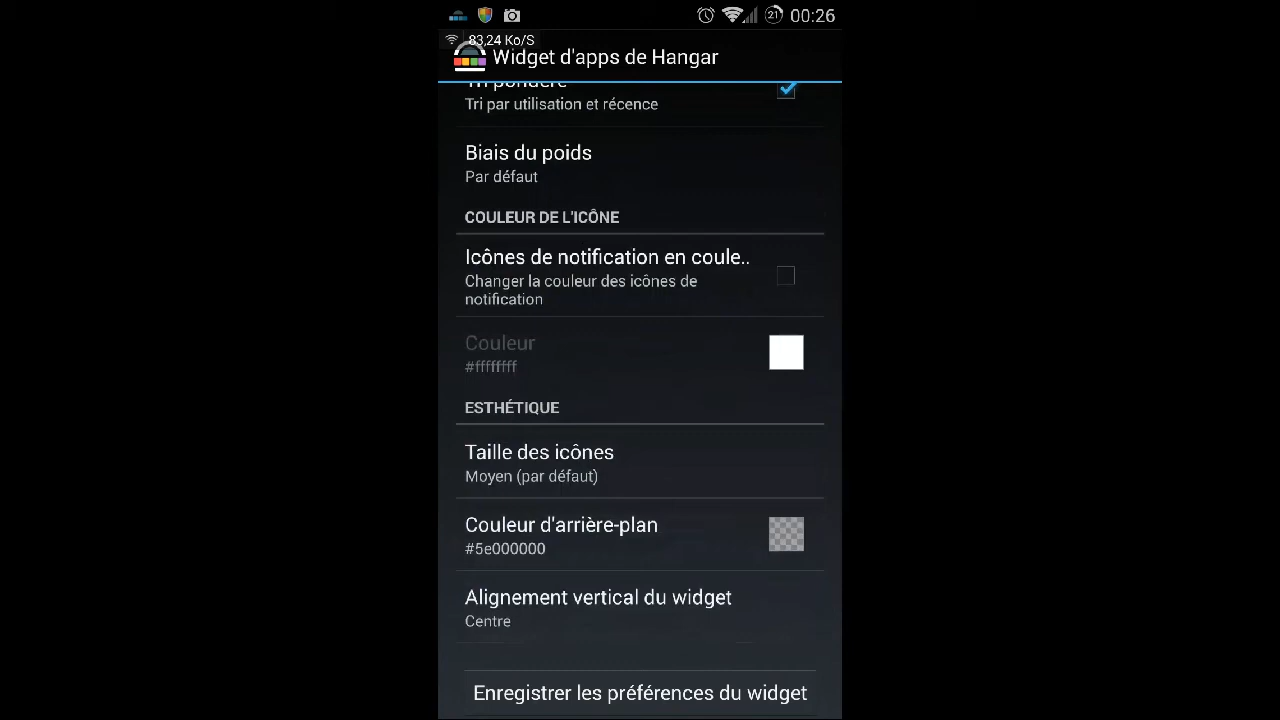 21 00:26
83,24 Ko/S
Widget d'apps de Hangar
Tri pondéré
Tri par utilisation et récence
Biais du poids
Par défaut
COULEUR DE L'ICÔNE
Icônes de notification en coule..
Changer la couleur des icônes de
notification
Couleur
#ffffffff
ESTHÉTIQUE
Taille des icônes
Moyen (par défaut)
Couleur d'arrière-plan
#5e000000
Alignement vertical du widget
Centre
Enregistrer les préférences du widget